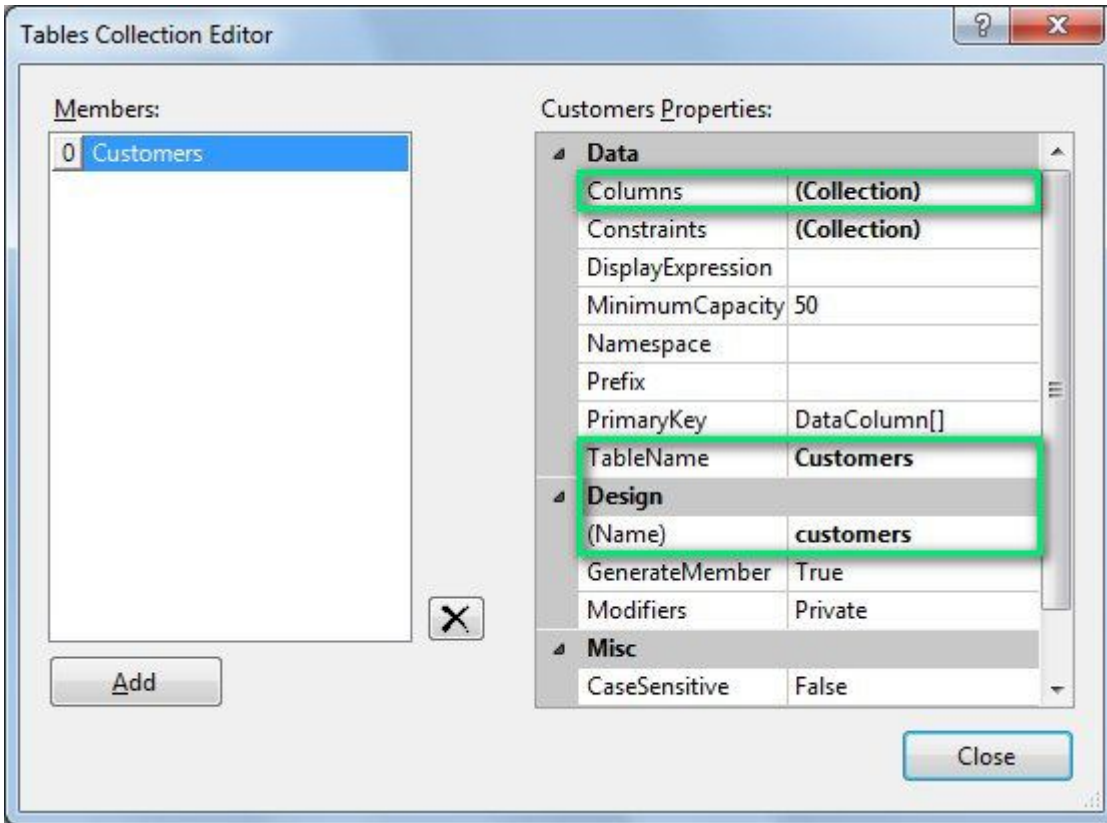 Tables Collection Editor
Members:
0 Customers
Add
Customers Properties:
Data
Columns (Collection)
Constraints (Collection)
DisplayExpression
MinimumCapacity 50
Namespace
Prefix
PrimaryKey DataColumn[]
TableName Customers
Design
(Name) customers
GenerateMember True
Modifiers Private
Misc
CaseSensitive False
Close